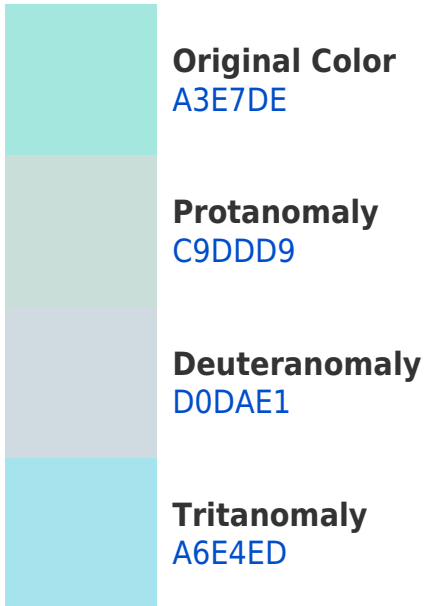 Original Color
A3E7DE
Protanomaly
C9DDD9
Deuteranomaly
D0DAE1
Tritanomaly
A6E4ED